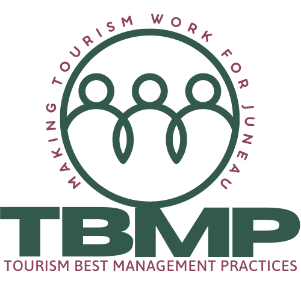 MAKING TOURISM WORK FOR JUNEAU
TBMP
TOURISM BEST MANAGEMENT PRACTICES